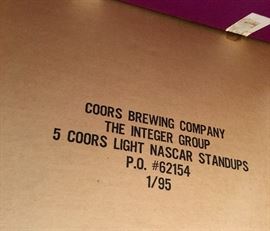 COORS BREWING COMPANY
THE INTEGER GROUP
5 COORS LIGHT NASCAR STANDUPS
P.O. #62154
1/95